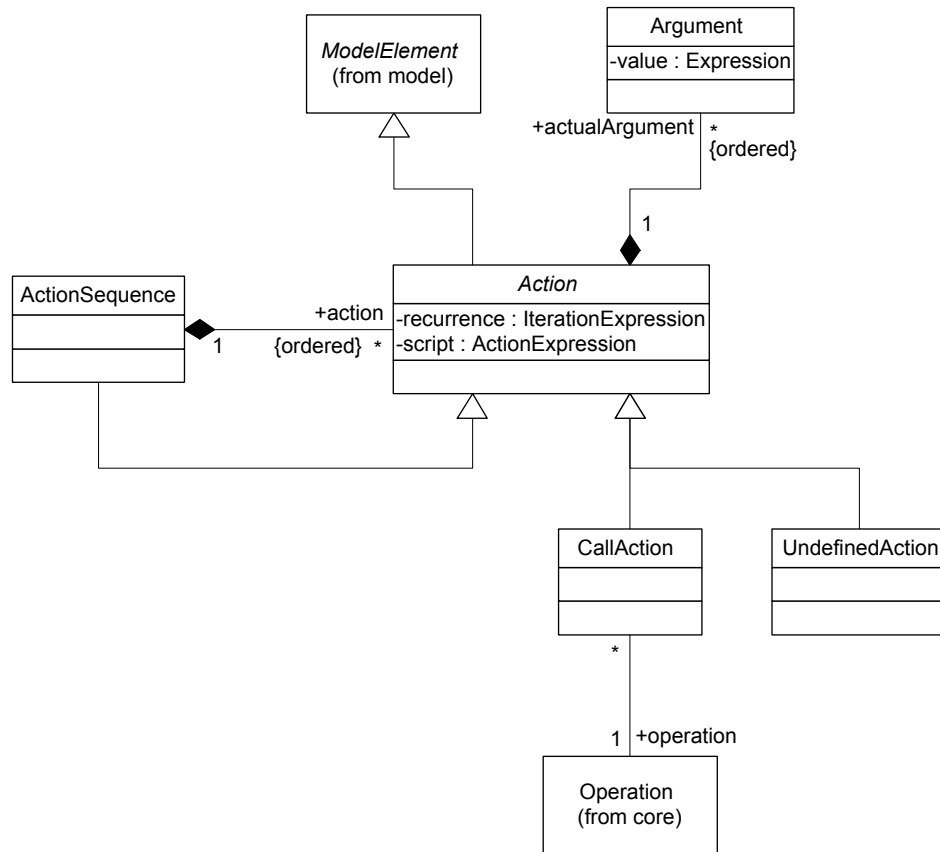 ModelElement
(from model)
Argument
-value : Expression
+actualArgument
*
{ordered}
1
Action
-recurrence : IterationExpression
-script : ActionExpression
ActionSequence
+action
1
{ordered} *
CallAction
UndefinedAction
*
1
+operation
Operation
(from core)